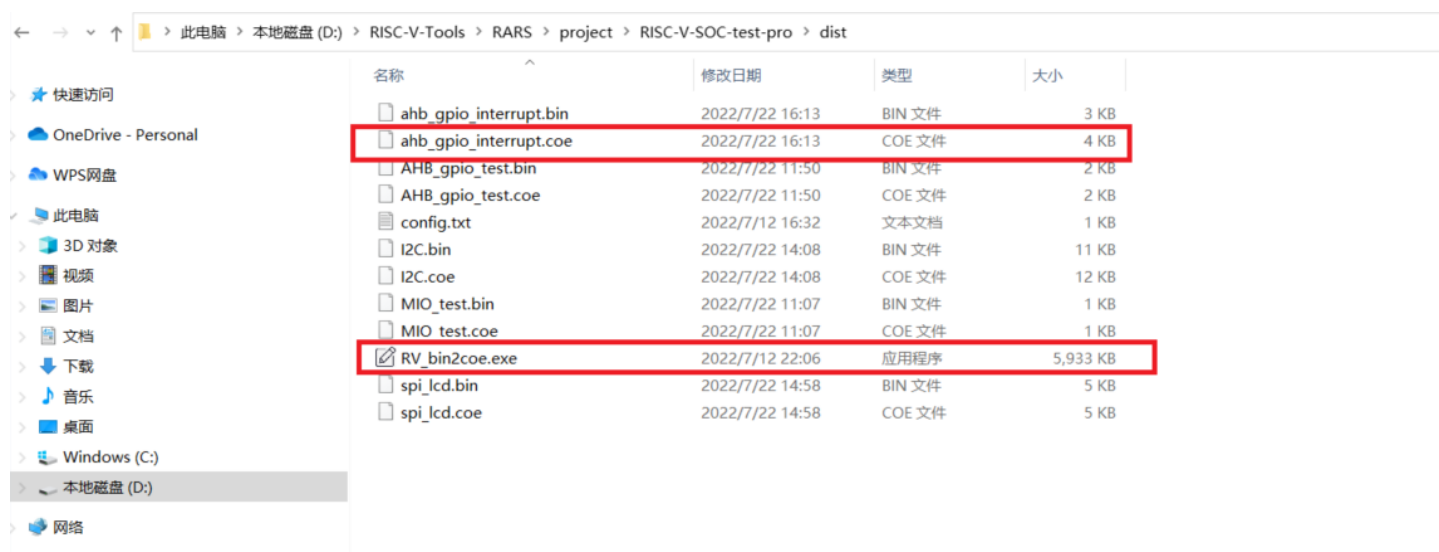 此电脑 > 本地磁盘 (D:) > RISC-V-Tools > RARS > project > RISC-V-SOC-test-pro > dist
名称 修改日期 类型 大小
快速访问
OneDrive - Personal
WPS网盘
此电脑
3D 对象
视频
图片
文档
下载
音乐
桌面
Windows (C:)
本地磁盘 (D:)
网络
ahb_gpio_interrupt.bin 2022/7/22 16:13 BIN 文件 3 KB
ahb_gpio_interrupt.coe 2022/7/22 16:13 COE 文件 4 KB
AHB_gpio_test.bin 2022/7/22 11:50 BIN 文件 2 KB
AHB_gpio_test.coe 2022/7/22 11:50 COE 文件 2 KB
config.txt 2022/7/12 16:32 文本文档 1 KB
I2C.bin 2022/7/22 14:08 BIN 文件 11 KB
I2C.coe 2022/7/22 14:08 COE 文件 12 KB
MIO_test.bin 2022/7/22 11:07 BIN 文件 1 KB
MIO_test.coe 2022/7/22 11:07 COE 文件 1 KB
RV_bin2coe.exe 2022/7/12 22:06 应用程序 5,933 KB
spi_lcd.bin 2022/7/22 14:58 BIN 文件 5 KB
spi_lcd.coe 2022/7/22 14:58 COE 文件 5 KB